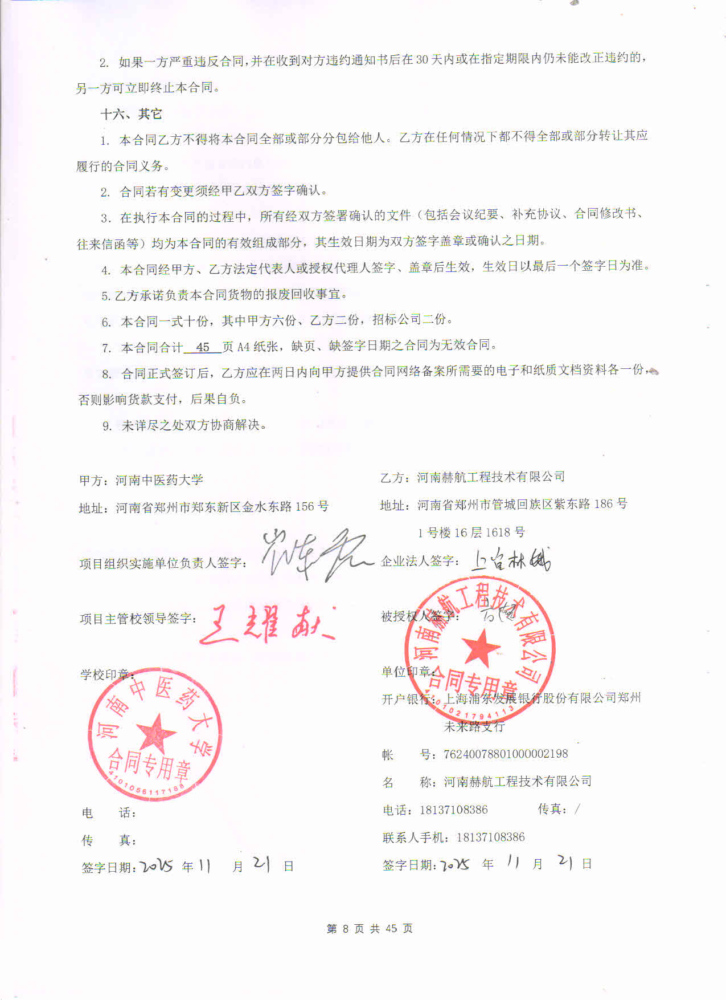 2. 如果一方严重违反合同,并在收到对方违约通知书后在30天内或在指定期限内仍未能改正违约的,
另一方可立即终止本合同。
十六、其它
1. 本合同乙方不得将本合同全部或部分分包给他人。乙方在任何情况下都不得全部或部分转让其应
履行的合同义务。
2. 合同若有变更须经甲乙双方签字确认。
3. 在执行本合同的过程中，所有经双方签署确认的文件（包括会议纪要、补充协议、合同修改书、
往来信函等）均为本合同的有效组成部分，其生效日期为双方签字盖章或确认之日期。
4. 本合同经甲方、乙方法定代表人或授权代理人签字、盖章后生效，生效日以最后一个签字日为准。
5.乙方承诺负责本合同货物的报废回收事宜。
6. 本合同一式十份，其中甲方六份、乙方二份，招标公司二份。
7. 本合同合计 45 页A4纸张，缺页、缺签字日期之合同为无效合同。
8. 合同正式签订后，乙方应在两日内向甲方提供合同网络备案所需要的电子和纸质文档资料各一份，
否则影响货款支付，后果自负。
9. 未详尽之处双方协商解决。
甲方：河南中医药大学
地址：河南省郑州市郑东新区金水东路156号
项目组织实施单位负责人签字：
项目主管校领导签字：王耀献
学校印章：
河南中医药大学
合同专用章
4101056117188
电 话：
传 真：
签字日期:2025 年 11 月 21 日
乙方：河南赫航工程技术有限公司
地址：河南省郑州市管城回族区紫东路186号
1号楼16层1618号
企业法人签字：上官林
被授权人签字：
单位印章：
河南赫航工程技术有限公司
合同专用章
4101021794113
开户银行：上海浦东发展银行股份有限公司郑州
未来路支行
帐 号：76240078801000002198
名 称：河南赫航工程技术有限公司
电话：18137108386 传真：/
联系人手机：18137108386
签字日期:2025 年 11 月 21 日
第 8 页 共 45 页